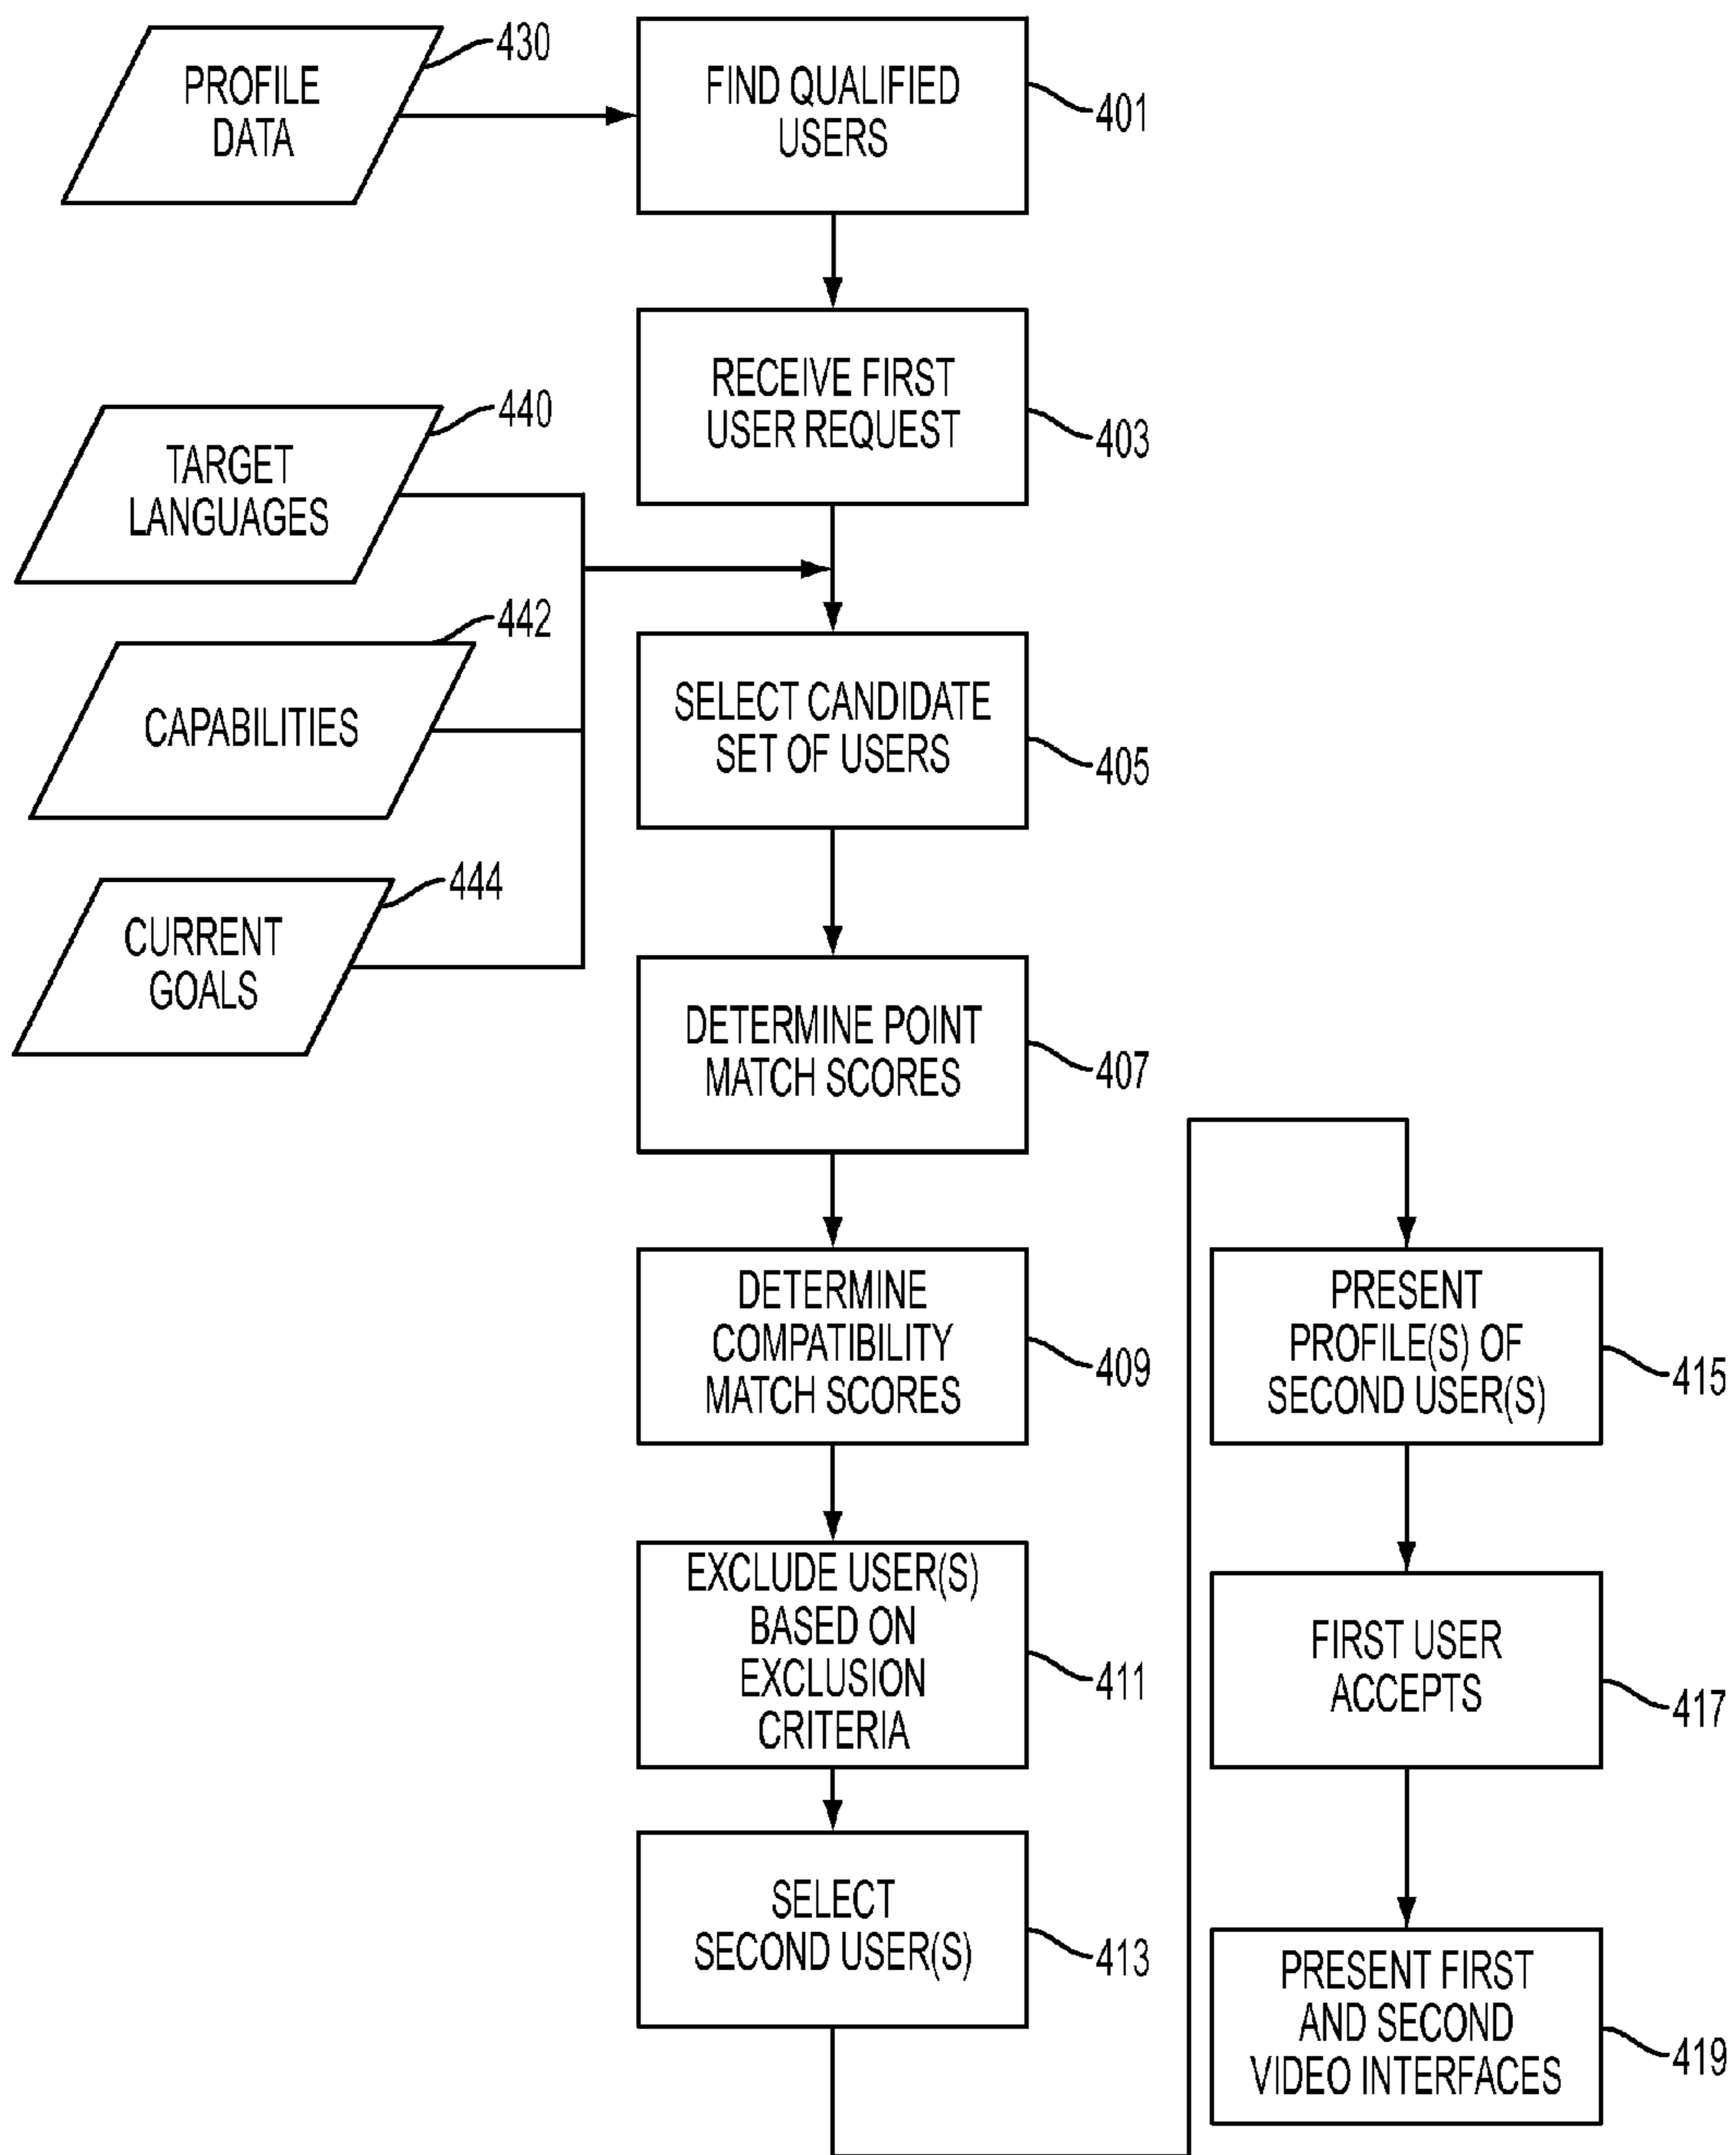 PROFILE
DATA
430
FIND QUALIFIED
USERS
401
RECEIVE FIRST
USER REQUEST
403
TARGET
LANGUAGES
440
CAPABILITIES
442
CURRENT
GOALS
444
SELECT CANDIDATE
SET OF USERS
405
DETERMINE POINT
MATCH SCORES
407
DETERMINE
COMPATIBILITY
MATCH SCORES
409
EXCLUDE USER(S)
BASED ON
EXCLUSION
CRITERIA
411
SELECT
SECOND USER(S)
413
PRESENT
PROFILE(S) OF
SECOND USER(S)
415
FIRST USER
ACCEPTS
417
PRESENT FIRST
AND SECOND
VIDEO INTERFACES
419